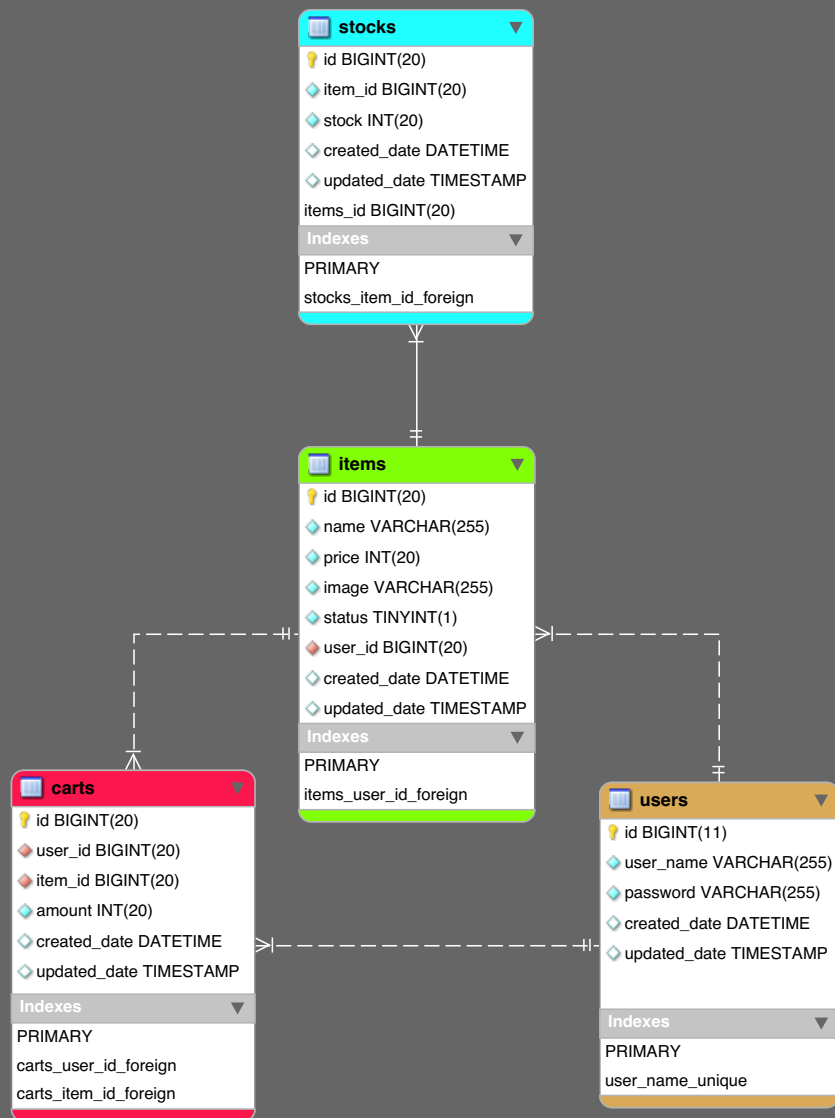 stocks
id BIGINT(20)
item_id BIGINT(20)
stock INT(20)
created_date DATETIME
updated_date TIMESTAMP
items_id BIGINT(20)
Indexes
PRIMARY
stocks_item_id_foreign
items
id BIGINT(20)
name VARCHAR(255)
price INT(20)
image VARCHAR(255)
status TINYINT(1)
user_id BIGINT(20)
created_date DATETIME
updated_date TIMESTAMP
Indexes
PRIMARY
items_user_id_foreign
carts
id BIGINT(20)
user_id BIGINT(20)
item_id BIGINT(20)
amount INT(20)
created_date DATETIME
updated_date TIMESTAMP
Indexes
PRIMARY
carts_user_id_foreign
carts_item_id_foreign
users
id BIGINT(11)
user_name VARCHAR(255)
password VARCHAR(255)
created_date DATETIME
updated_date TIMESTAMP
Indexes
PRIMARY
user_name_unique